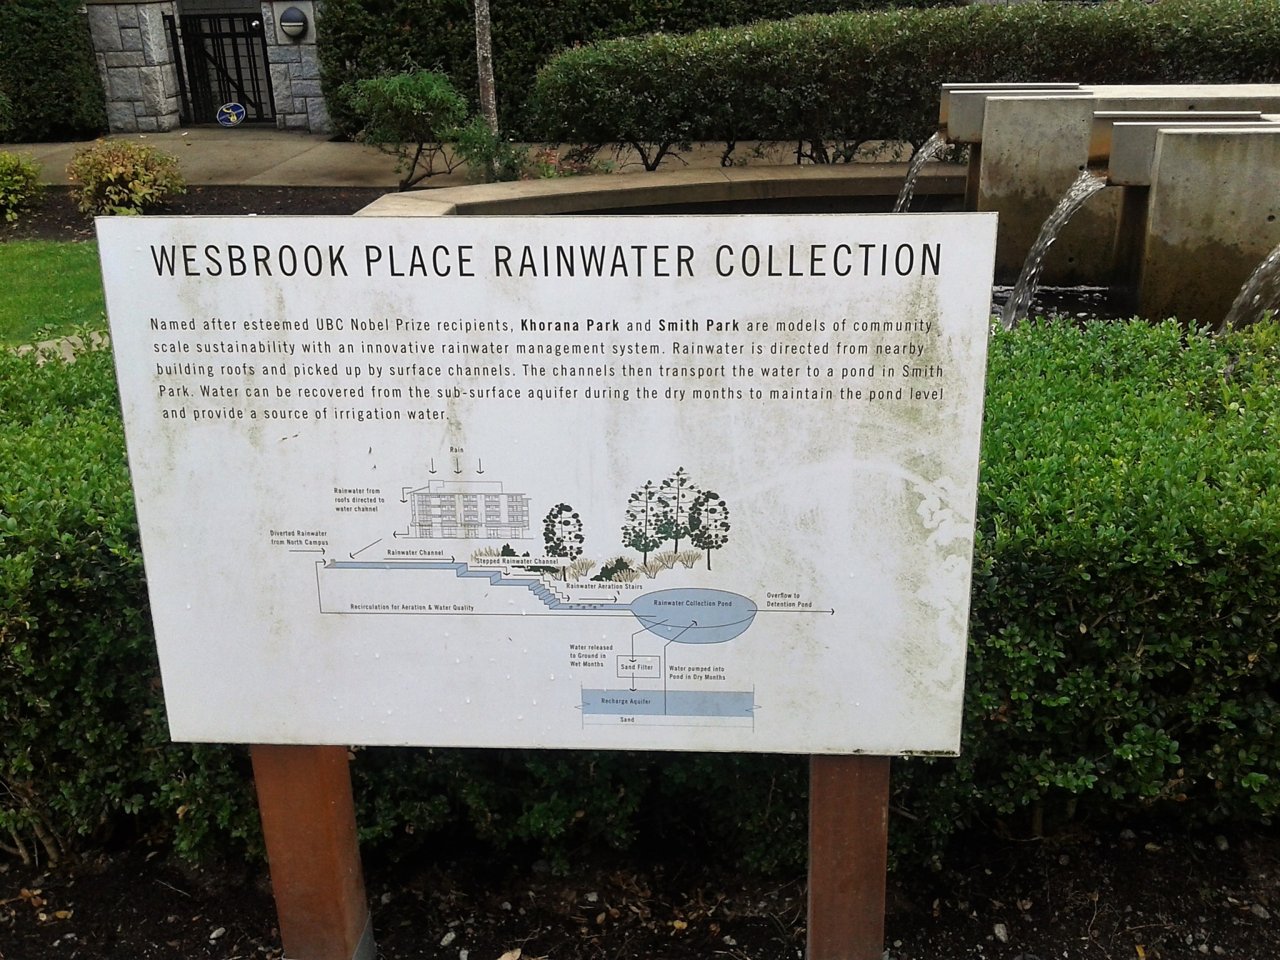 WESBROOK PLACE RAINWATER COLLECTION
Named after esteemed UBC Nobel Prize recipients, Khorana Park and Smith Park are models of community
scale sustainability with an innovative rainwater management system. Rainwater is directed from nearby
building roofs and picked up by surface channels. The channels then transport the water to a pond in Smith
Park. Water can be recovered from the sub-surface aquifer during the dry months to maintain the pond level
and provide a source of irrigation water.
Rain
Rainwater from
roofs directed to
water channel
Diverted Rainwater
from North Campus
Rainwater Channel
Stepped Rainwater Channel
Rainwater Aeration Stairs
Recirculation for Aeration & Water Quality
Rainwater Collection Pond
Overflow to
Detention Pond
Water released
to Ground in
Wet Months
Sand Filter
Water pumped into
Pond in Dry Months
Recharge Aquifer
Sand